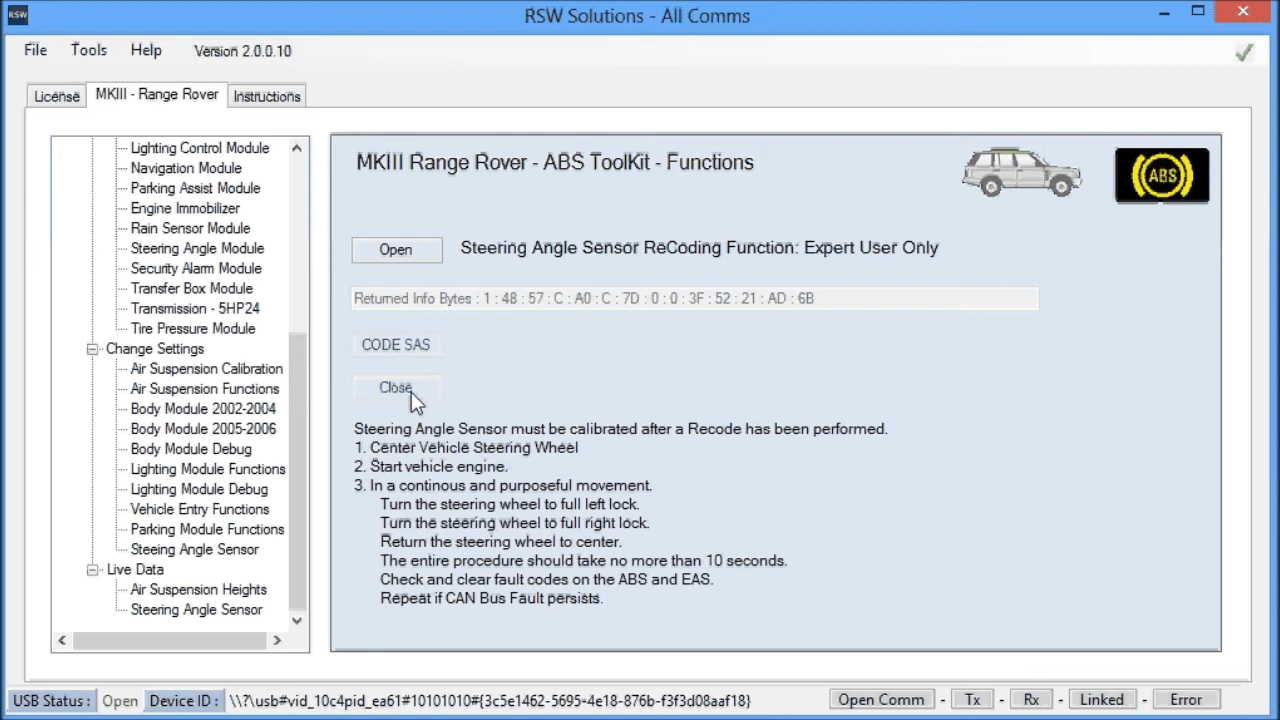 RSW
RSW Solutions - All Comms
File Tools Help Version 2.0.0.10
License MKIII - Range Rover Instructions
Lighting Control Module
Navigation Module
Parking Assist Module
Engine Immobilizer
Rain Sensor Module
Steering Angle Module
Security Alarm Module
Transfer Box Module
Transmission - 5HP24
Tire Pressure Module
Change Settings
Air Suspension Calibration
Air Suspension Functions
Body Module 2002-2004
Body Module 2005-2006
Body Module Debug
Lighting Module Functions
Lighting Module Debug
Vehicle Entry Functions
Parking Module Functions
Steeing Angle Sensor
Live Data
Air Suspension Heights
Steering Angle Sensor
MKIII Range Rover - ABS ToolKit - Functions
ABS
Open Steering Angle Sensor ReCoding Function: Expert User Only
Returned Info Bytes : 1 : 48 : 57 : C : A0 : C : 7D : 0 : 0 : 3F : 52 : 21 : AD : 6B
CODE SAS
Close
Steering Angle Sensor must be calibrated after a Recode has been performed.
1. Center Vehicle Steering Wheel
2. Start vehicle engine.
3. In a continous and purposeful movement.
Turn the steering wheel to full left lock.
Turn the steering wheel to full right lock.
Return the steering wheel to center.
The entire procedure should take no more than 10 seconds.
Check and clear fault codes on the ABS and EAS.
Repeat if CAN Bus Fault persists.
USB Status : Open Device ID : \\?\usb#vid_10c4pid_ea61#10101010#{3c5e1462-5695-4e18-876b-f3f3d08aaf18} Open Comm - Tx - Rx - Linked - Error